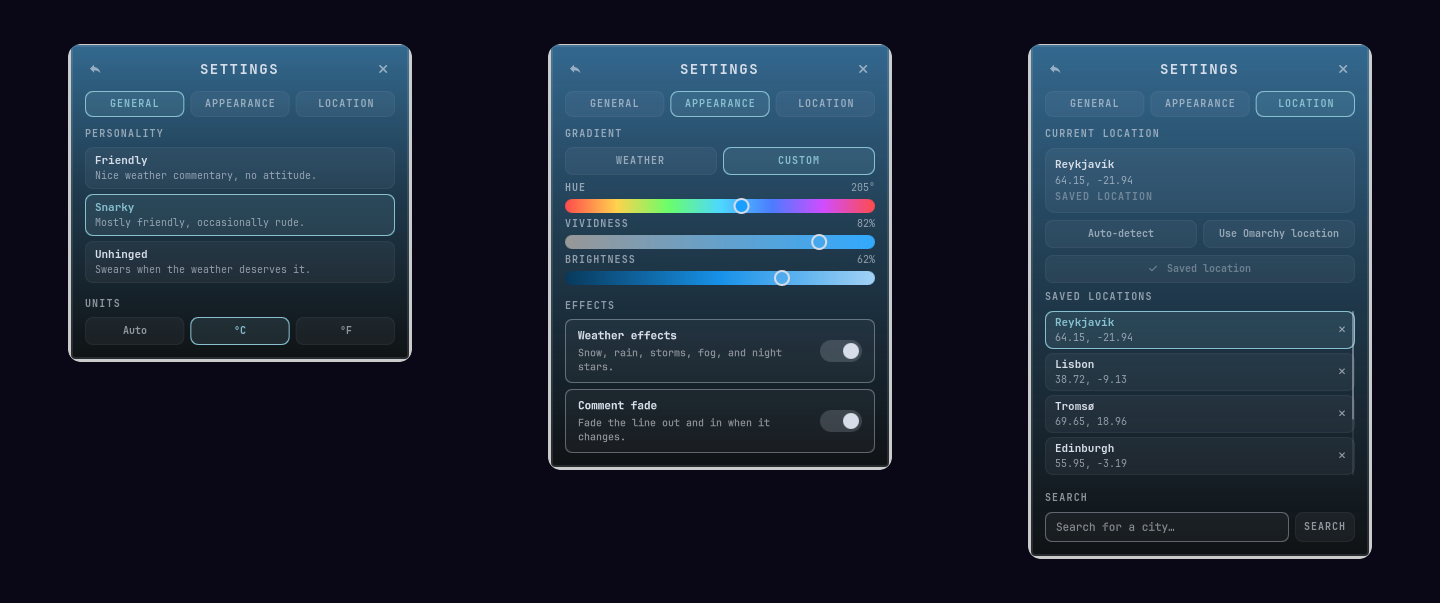 SETTINGS
GENERAL APPEARANCE LOCATION
PERSONALITY
Friendly
Nice weather commentary, no attitude.
Snarky
Mostly friendly, occasionally rude.
Unhinged
Swears when the weather deserves it.
UNITS
Auto °C °F
SETTINGS
GENERAL APPEARANCE LOCATION
GRADIENT
WEATHER CUSTOM
HUE 205°
VIVIDNESS 82%
BRIGHTNESS 62%
EFFECTS
Weather effects
Snow, rain, storms, fog, and night
stars.
Comment fade
Fade the line out and in when it
changes.
SETTINGS
GENERAL APPEARANCE LOCATION
CURRENT LOCATION
Reykjavík
64.15, -21.94
SAVED LOCATION
Auto-detect Use Omarchy location
✓ Saved location
SAVED LOCATIONS
Reykjavík
64.15, -21.94
Lisbon
38.72, -9.13
Tromsø
69.65, 18.96
Edinburgh
55.95, -3.19
SEARCH
Search for a city… SEARCH